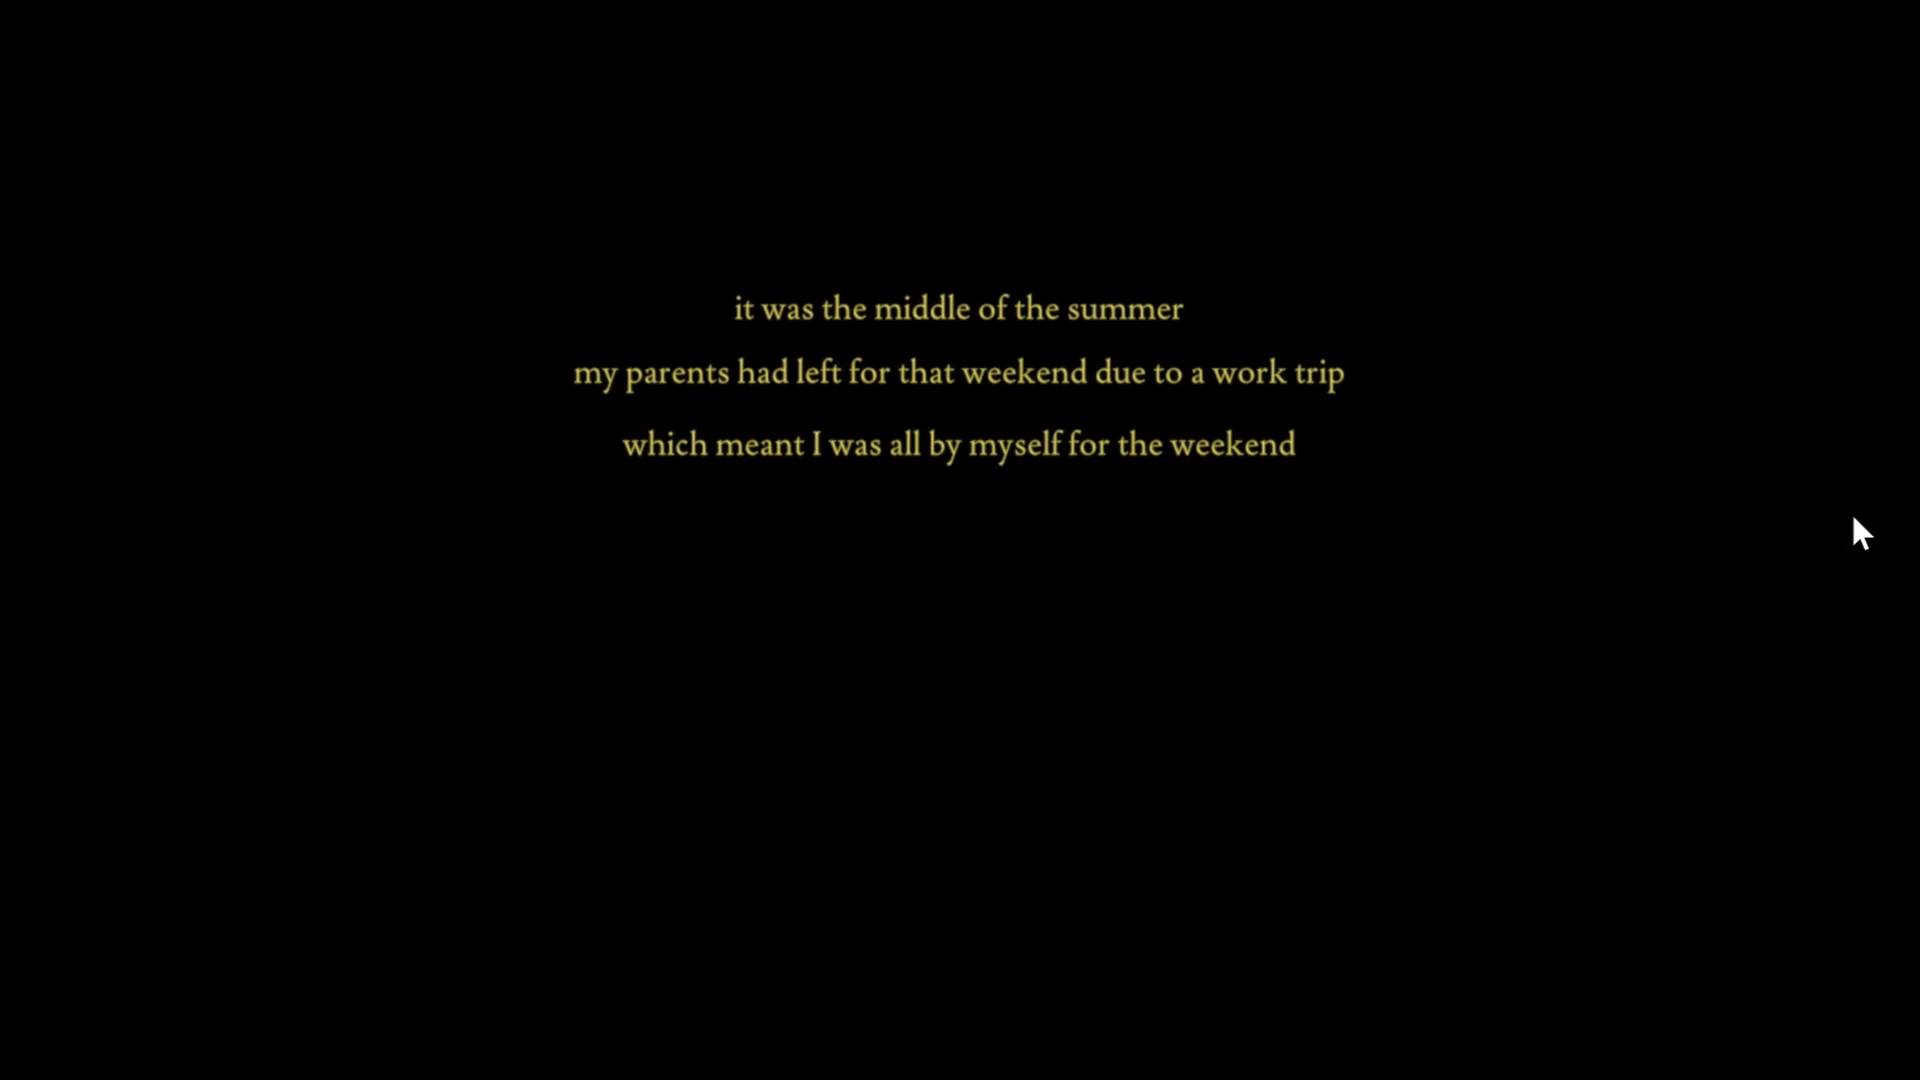 it was the middle of the summer
my parents had left for that weekend due to a work trip
which meant I was all by myself for the weekend